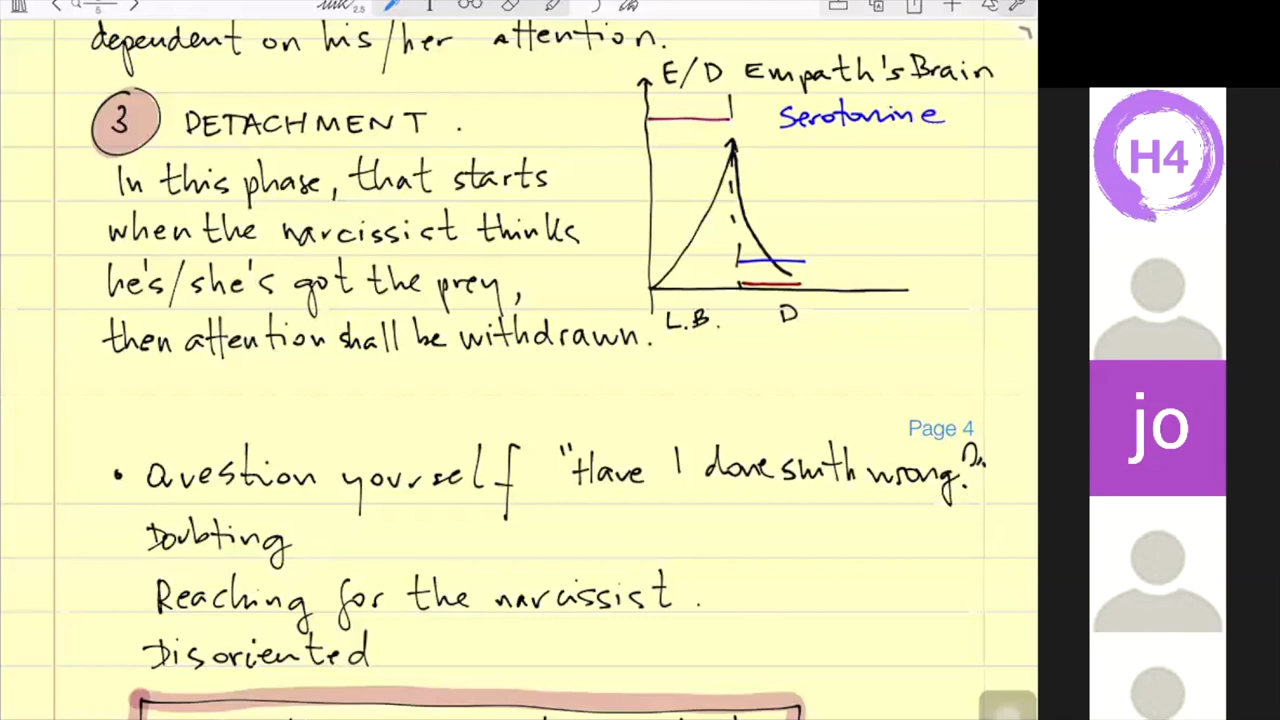 dependent on his/her attention.
E/D Empath's Brain
Serotonine
3 DETACHMENT.
In this phase, that starts
when the narcissist thinks
he's/she's got the prey,
then attention shall be withdrawn.
L.B. D
Page 4
• Question yourself "Have I done smth wrong?"
Doubting
Reaching for the narcissist.
Disoriented
H4
jo